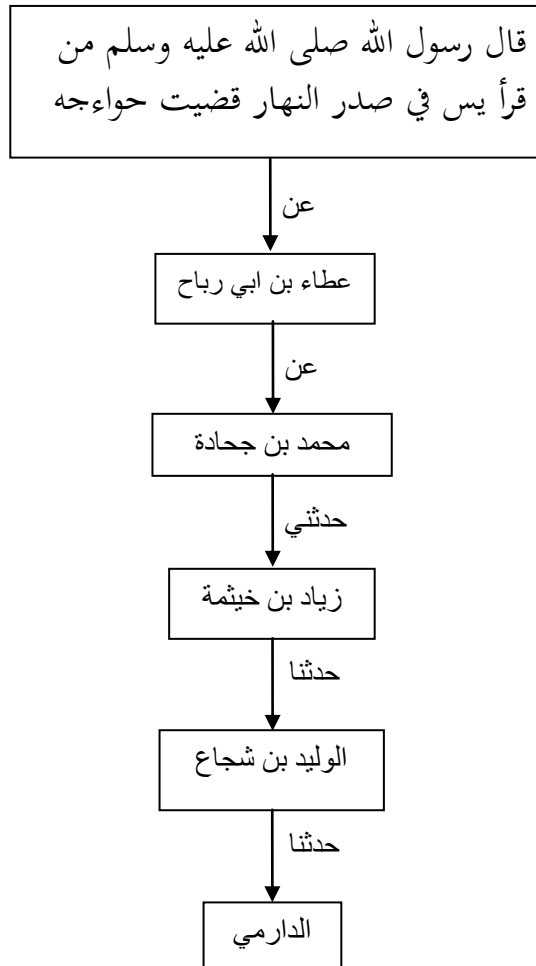 قال رسول الله صلى الله عليه وسلم من
قرأ يس في صدر النهار قضيت حواءجه
عن
عطاء بن ابي رباح
عن
محمد بن جحادة
حدثني
زياد بن خيثمة
حدثنا
الوليد بن شجاع
حدثنا
الدارمي